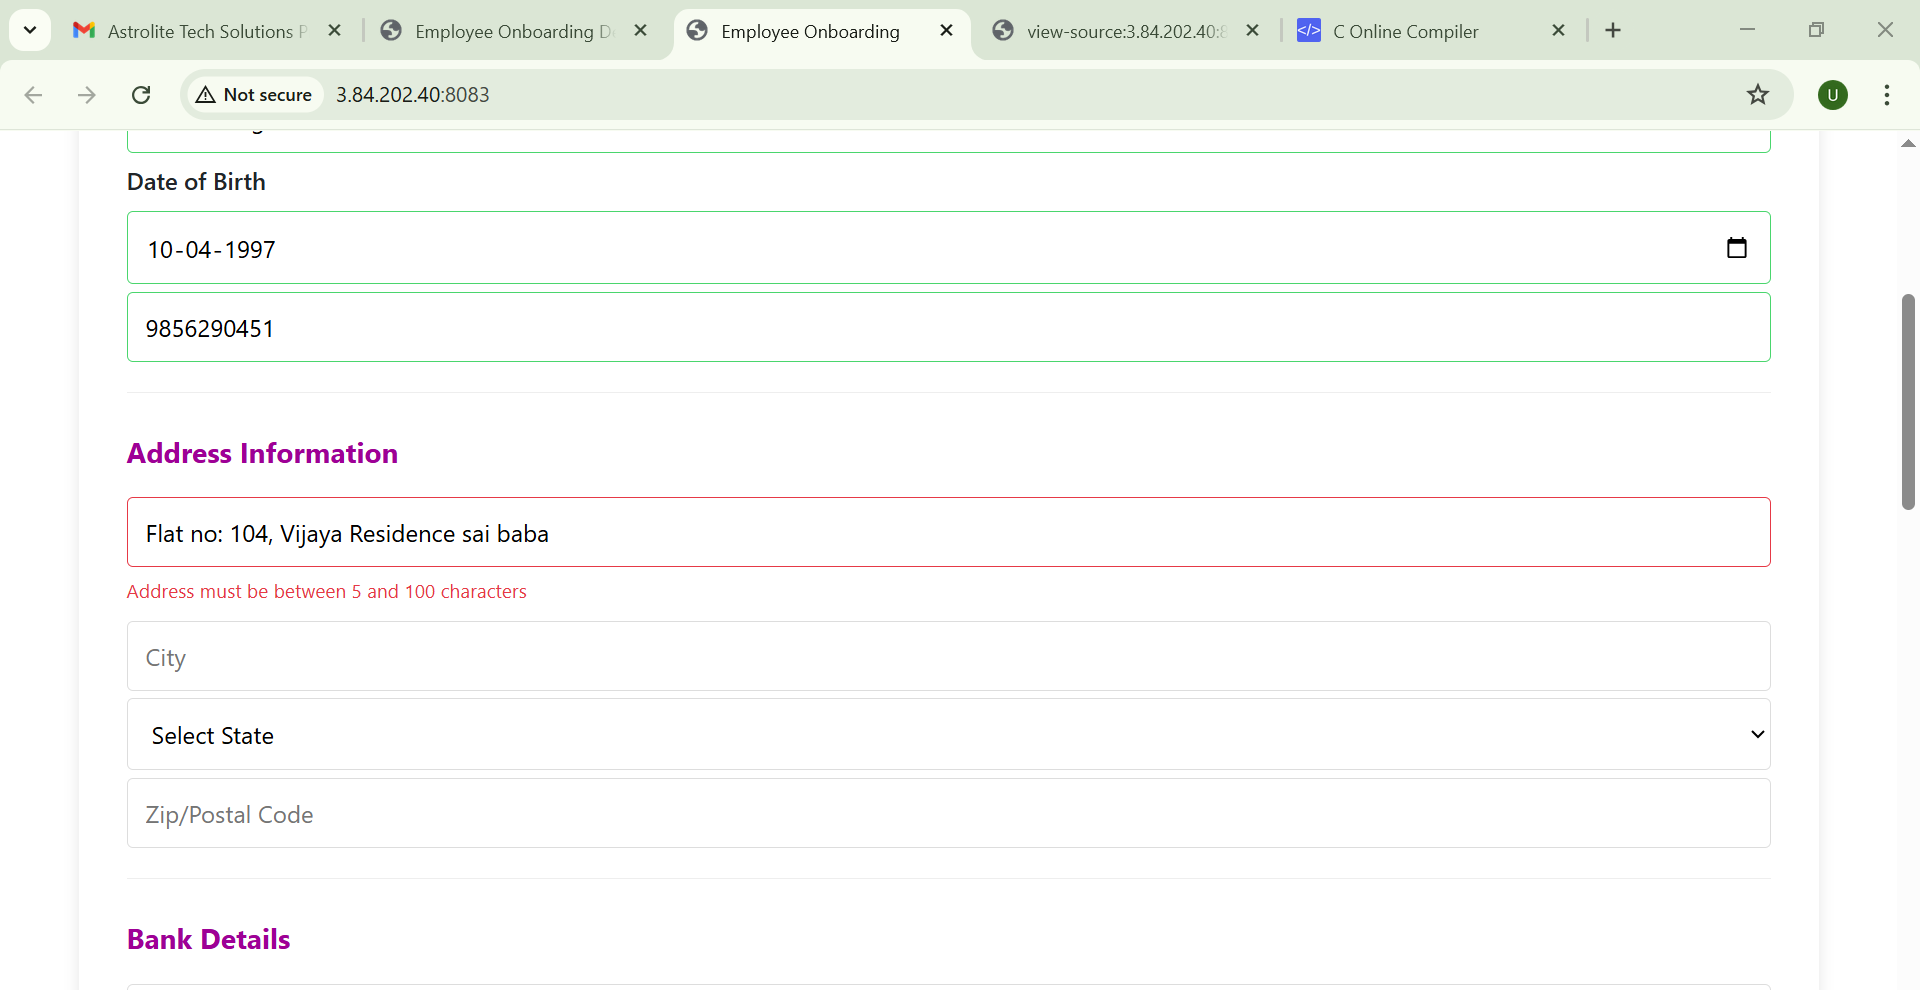 Astrolite Tech Solutions P
Employee Onboarding D
Employee Onboarding
view-source:3.84.202.40:8
C Online Compiler
Not secure
3.84.202.40:8083
U
Date of Birth
10-04-1997
9856290451
Address Information
Flat no: 104, Vijaya Residence sai baba
Address must be between 5 and 100 characters
City
Select State
Zip/Postal Code
Bank Details